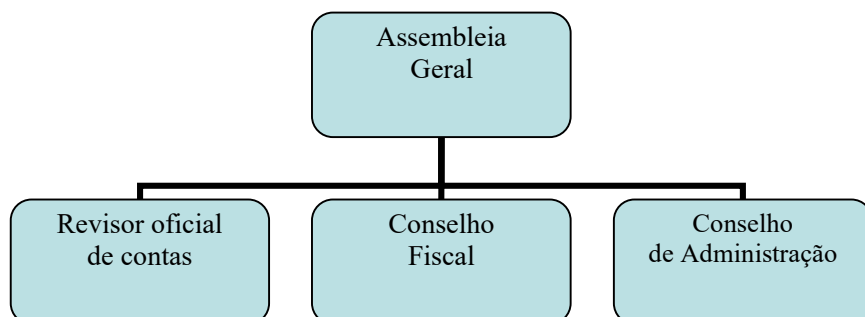 Assembleia
Geral
Revisor oficial
de contas
Conselho
Fiscal
Conselho
de Administração